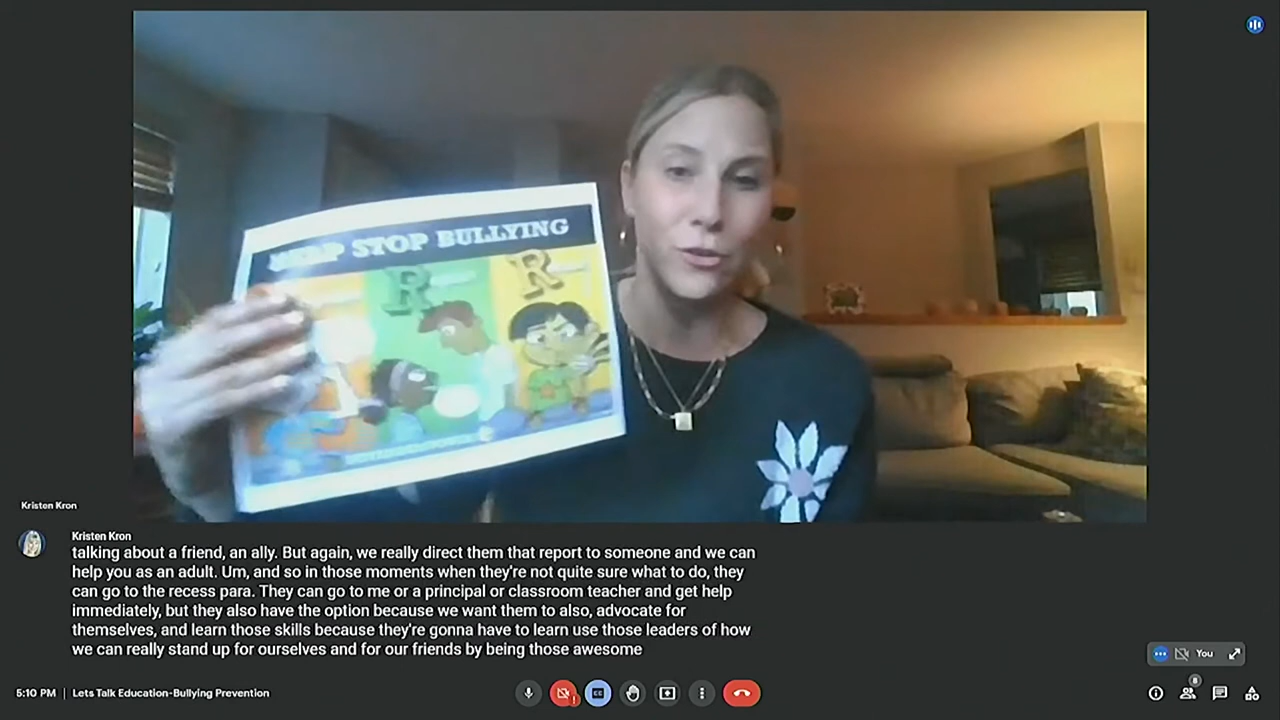 STOP BULLYING
R
R
Kristen Kron
Kristen Kron
talking about a friend, an ally. But again, we really direct them that report to someone and we can
help you as an adult. Um, and so in those moments when they're not quite sure what to do, they
can go to the recess para. They can go to me or a principal or classroom teacher and get help
immediately, but they also have the option because we want them to also, advocate for
themselves, and learn those skills because they're gonna have to learn use those leaders of how
we can really stand up for ourselves and for our friends by being those awesome
You
8
5:10 PM | Lets Talk Education-Bullying Prevention
CC